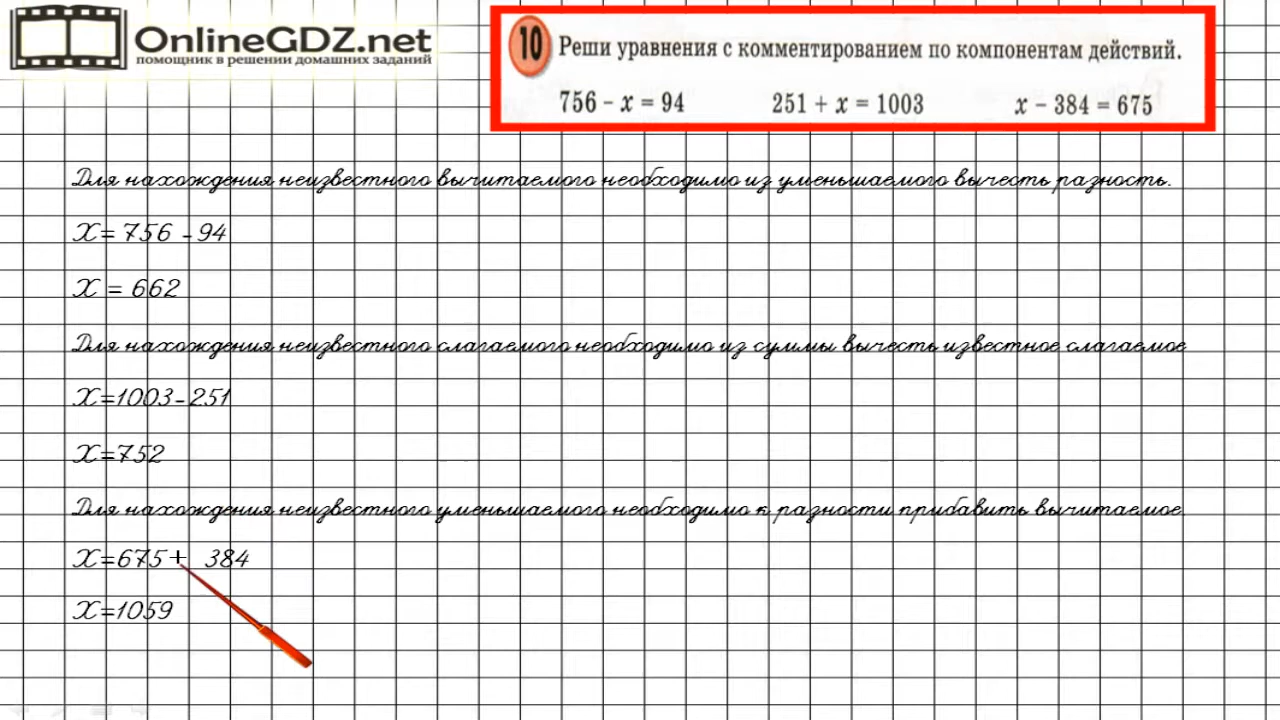 OnlineGDZ.net
помощник в решении домашних заданий
10 Реши уравнения с комментированием по компонентам действий.
756 – x = 94 251 + x = 1003 x – 384 = 675
Для нахождения неизвестного вычитаемого необходимо из уменьшаемого вычесть разность.
X= 756 -94
X = 662
Для нахождения неизвестного слагаемого необходимо из суммы вычесть известное слагаемое
X=1003-251
X=752
Для нахождения неизвестного уменьшаемого необходимо к разности прибавить вычитаемое
X=675+ 384
X=1059